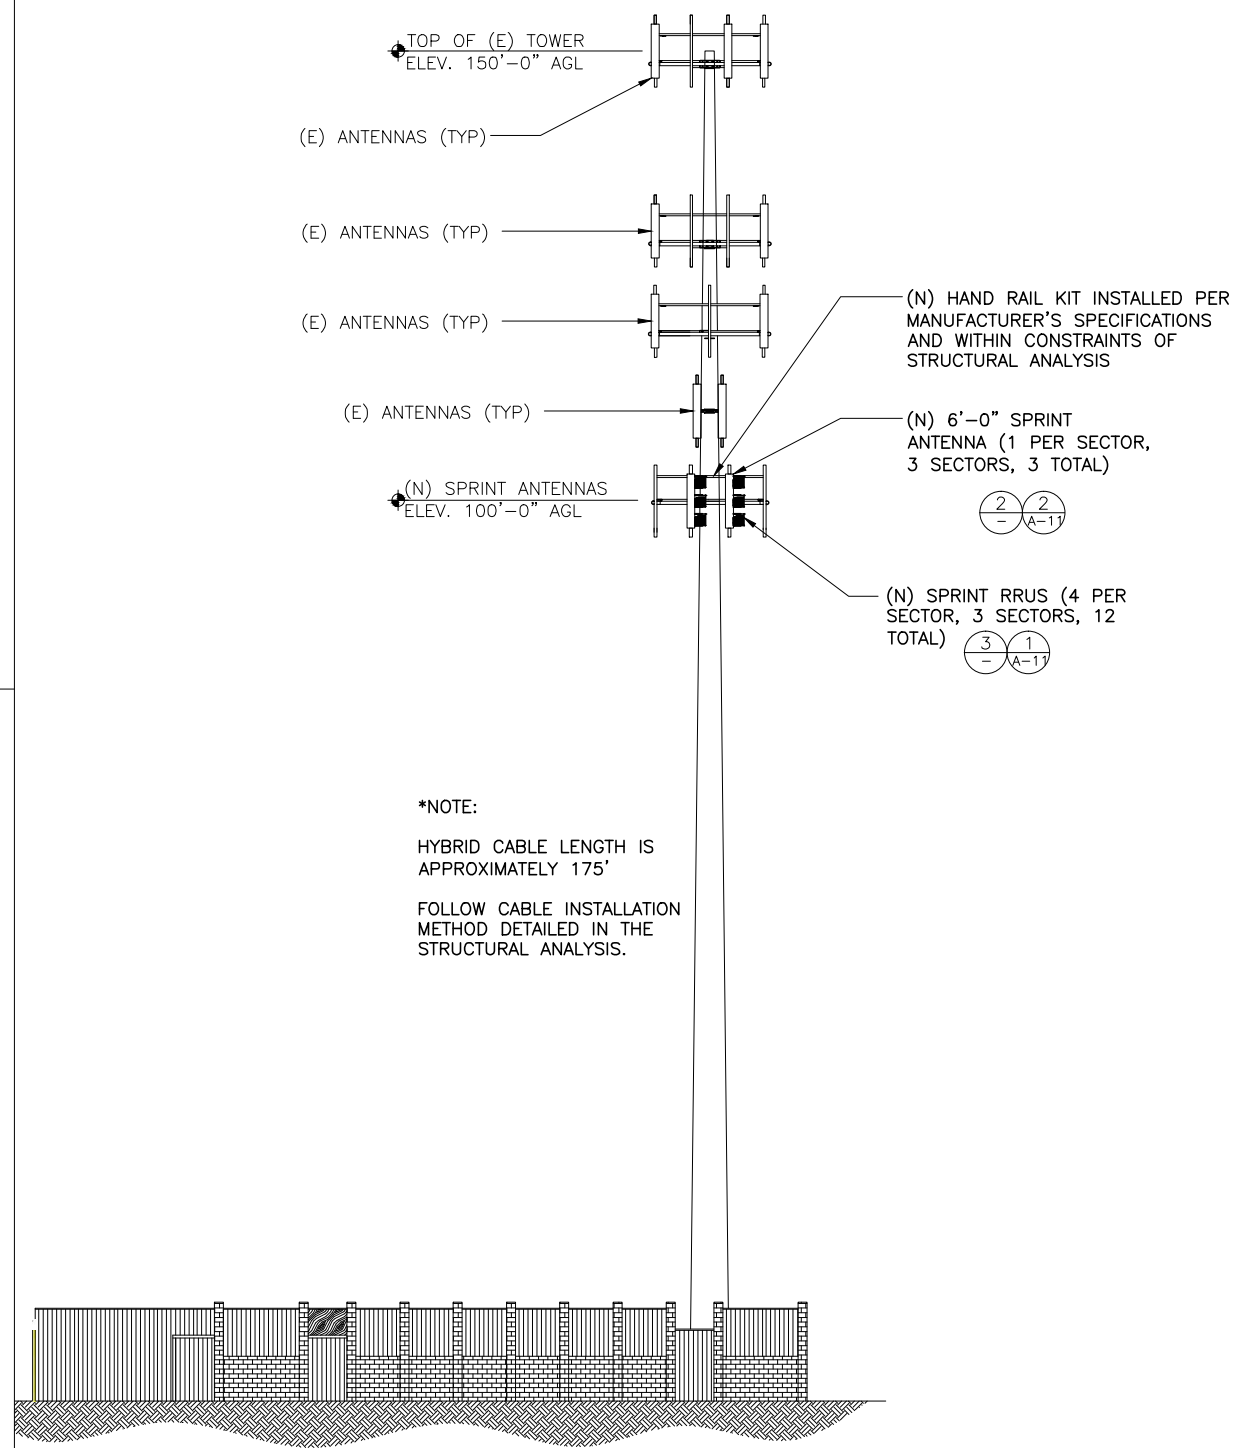 TOP OF (E) TOWER
ELEV. 150'-0" AGL
(E) ANTENNAS (TYP)
(E) ANTENNAS (TYP)
(E) ANTENNAS (TYP)
(E) ANTENNAS (TYP)
(N) SPRINT ANTENNAS
ELEV. 100'-0" AGL
(N) HAND RAIL KIT INSTALLED PER
MANUFACTURER'S SPECIFICATIONS
AND WITHIN CONSTRAINTS OF
STRUCTURAL ANALYSIS
(N) 6'-0" SPRINT
ANTENNA (1 PER SECTOR,
3 SECTORS, 3 TOTAL)
2 2
- A-11
(N) SPRINT RRUS (4 PER
SECTOR, 3 SECTORS, 12
TOTAL)
3 1
- A-11
*NOTE:
HYBRID CABLE LENGTH IS
APPROXIMATELY 175'
FOLLOW CABLE INSTALLATION
METHOD DETAILED IN THE
STRUCTURAL ANALYSIS.